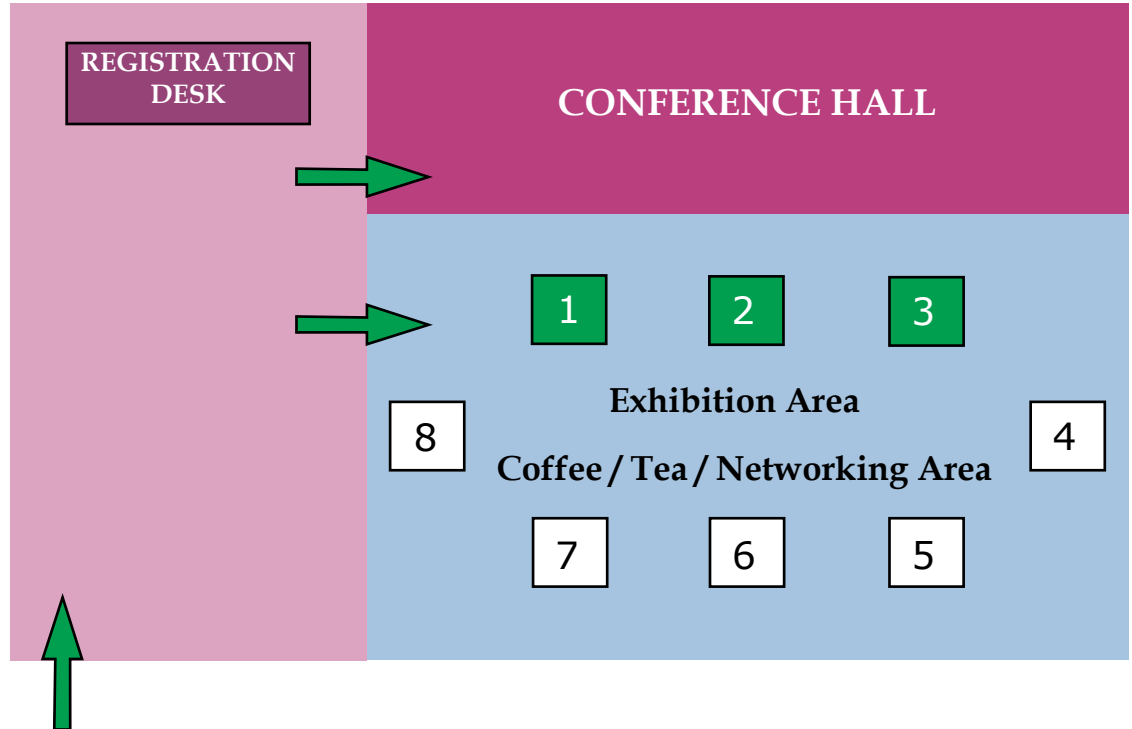 REGISTRATION
DESK
CONFERENCE HALL
1 2 3
Exhibition Area
8 4
Coffee / Tea / Networking Area
7 6 5